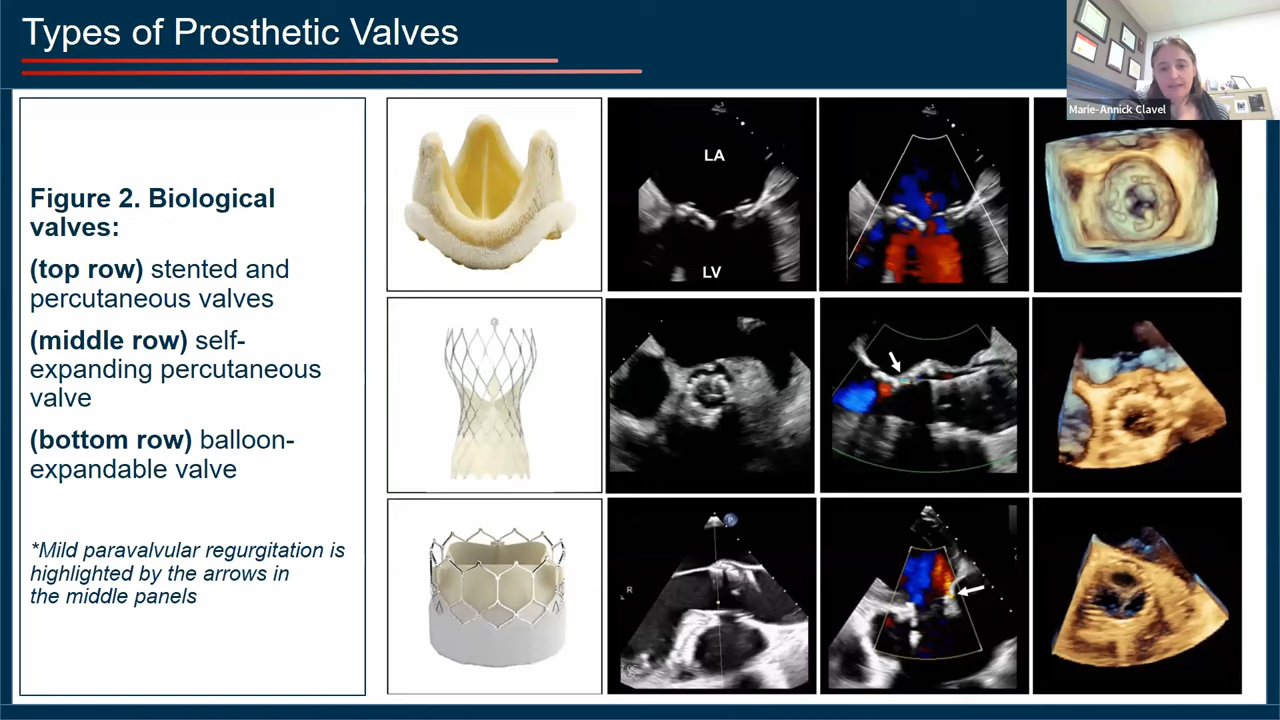 Types of Prosthetic Valves
Marie-Annick Clavel
Figure 2. Biological
valves:
(top row) stented and
percutaneous valves
(middle row) self-
expanding percutaneous
valve
(bottom row) balloon-
expandable valve
*Mild paravalvular regurgitation is
highlighted by the arrows in
the middle panels
LA
LV
P
R